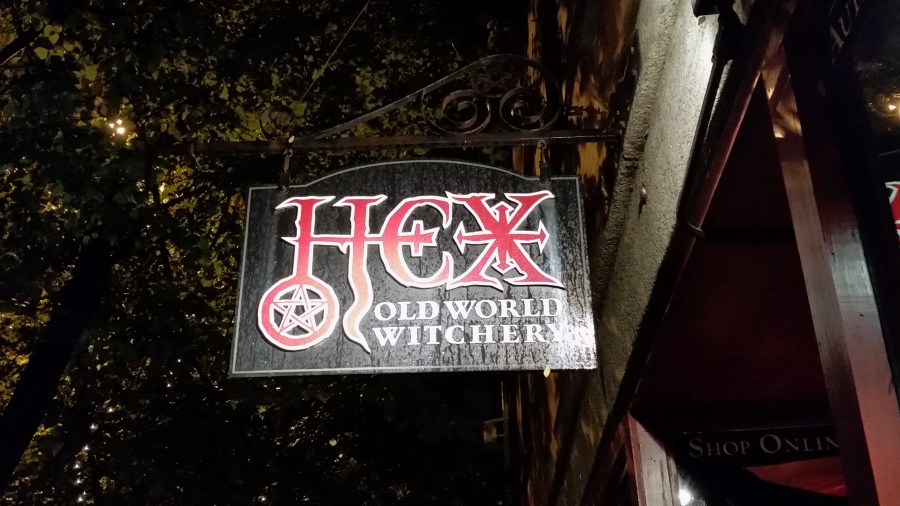 HEX
OLD WORLD
WITCHERY
SHOP ONLIN